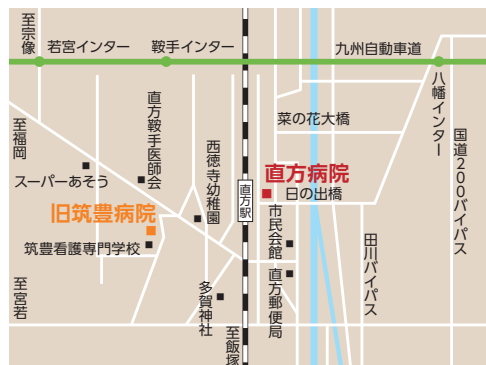 至宗像
若宮インター
鞍手インター
九州自動車道
八幡インター
国道200バイパス
菜の花大橋
至福岡
直方鞍手医師会
スーパーあそう
西徳寺幼稚園
直方病院
日の出橋
直方駅
旧筑豊病院
筑豊看護専門学校
市民会館
直方郵便局
田川バイパス
至宮若
多賀神社
至飯塚